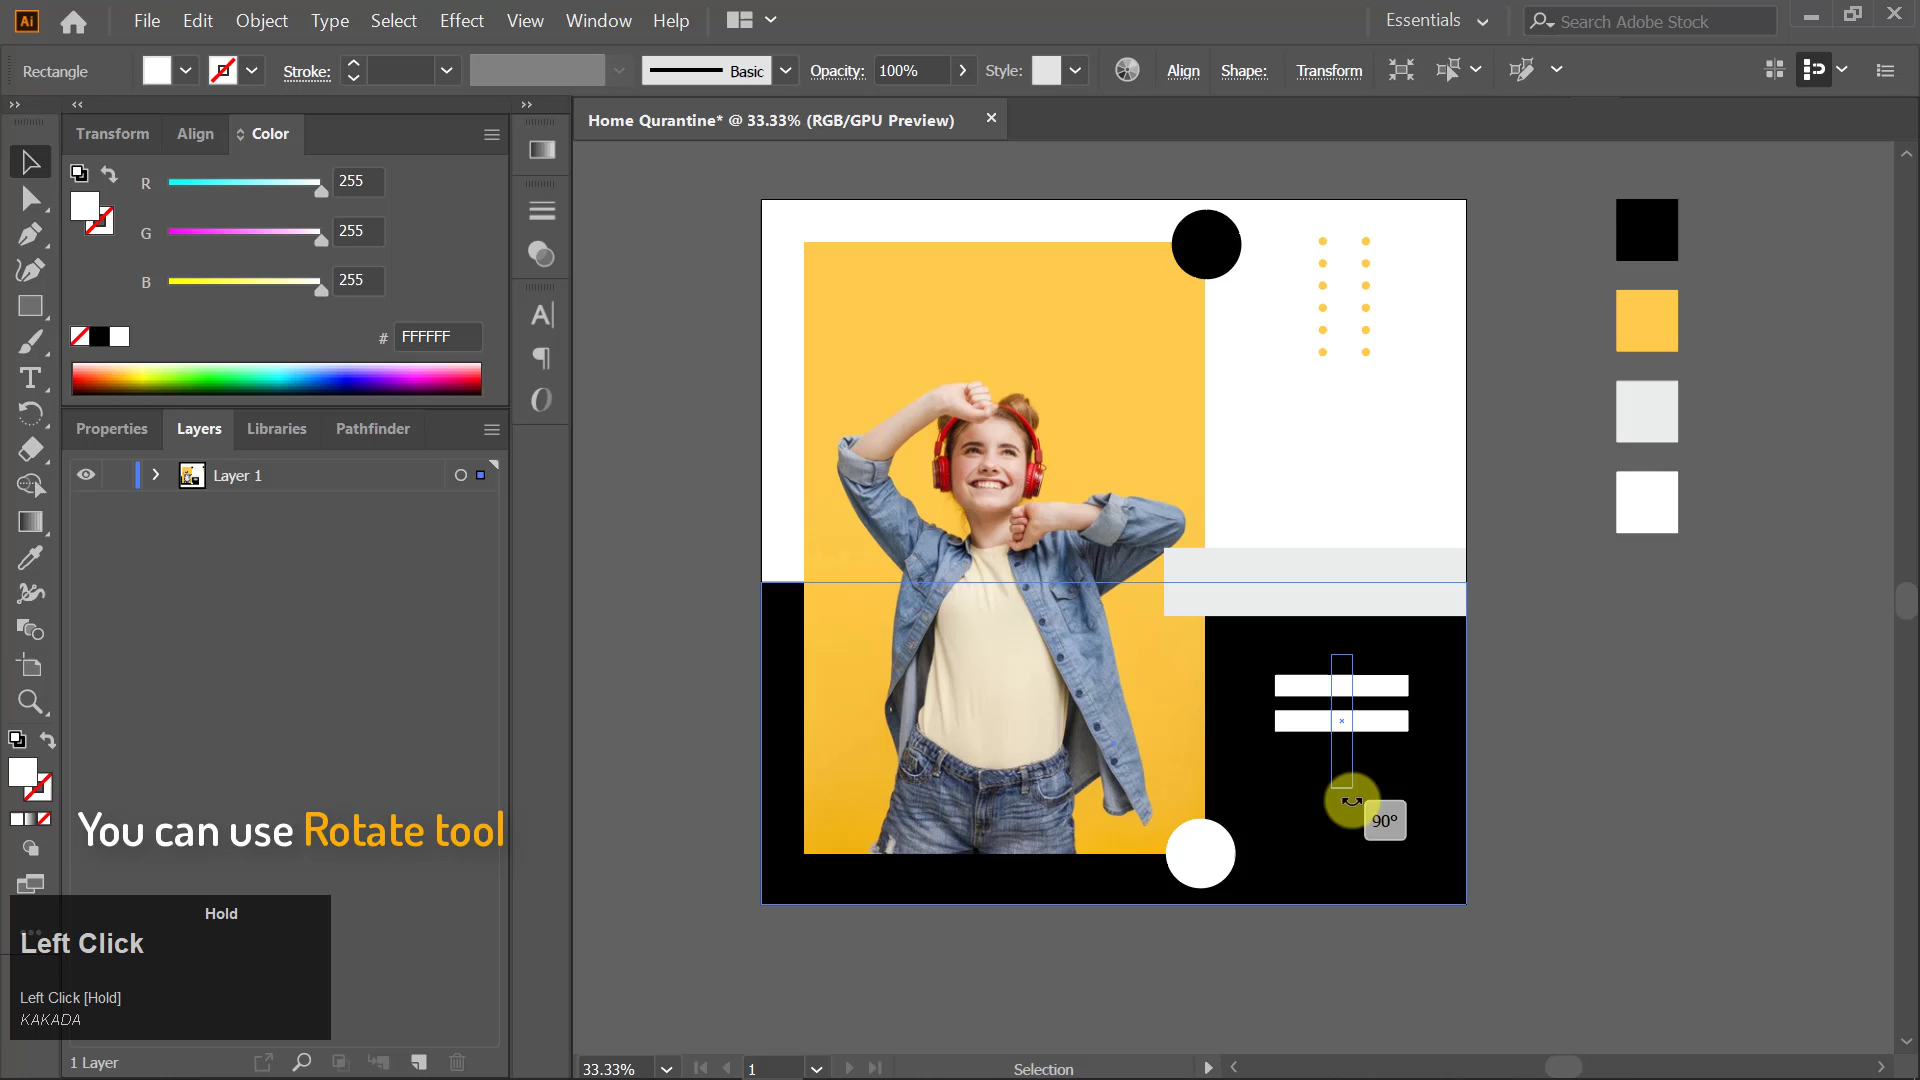 Ai File Edit Object Type Select Effect View Window Help Essentials Search Adobe Stock
Rectangle Stroke: Basic Opacity: 100% Style: Align Shape: Transform
Transform Align Color
Home Qurantine* @ 33.33% (RGB/GPU Preview)
R 255
G 255
B 255
# FFFFFF
Properties Layers Libraries Pathfinder
Layer 1
You can use Rotate tool
90°
Hold
Left Click
Left Click [Hold]
KAKADA
1 Layer
33.33% 1 Selection